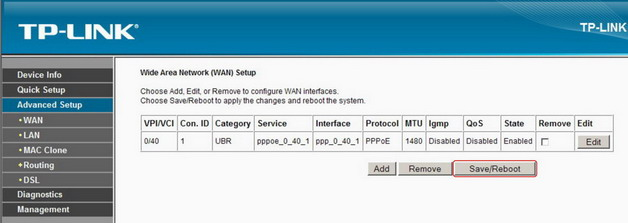 TP-LINK®
TP-LINK
Device Info
Quick Setup
Advanced Setup
• WAN
• LAN
• MAC Clone
+Routing
• DSL
Diagnostics
Management
Wide Area Network (WAN) Setup
Choose Add, Edit, or Remove to configure WAN interfaces.
Choose Save/Reboot to apply the changes and reboot the system.
VPI/VCI Con. ID Category Service Interface Protocol MTU Igmp QoS State Remove Edit
0/40 1 UBR pppoe_0_40_1 ppp_0_40_1 PPPoE 1480 Disabled Disabled Enabled Edit
Add Remove Save/Reboot